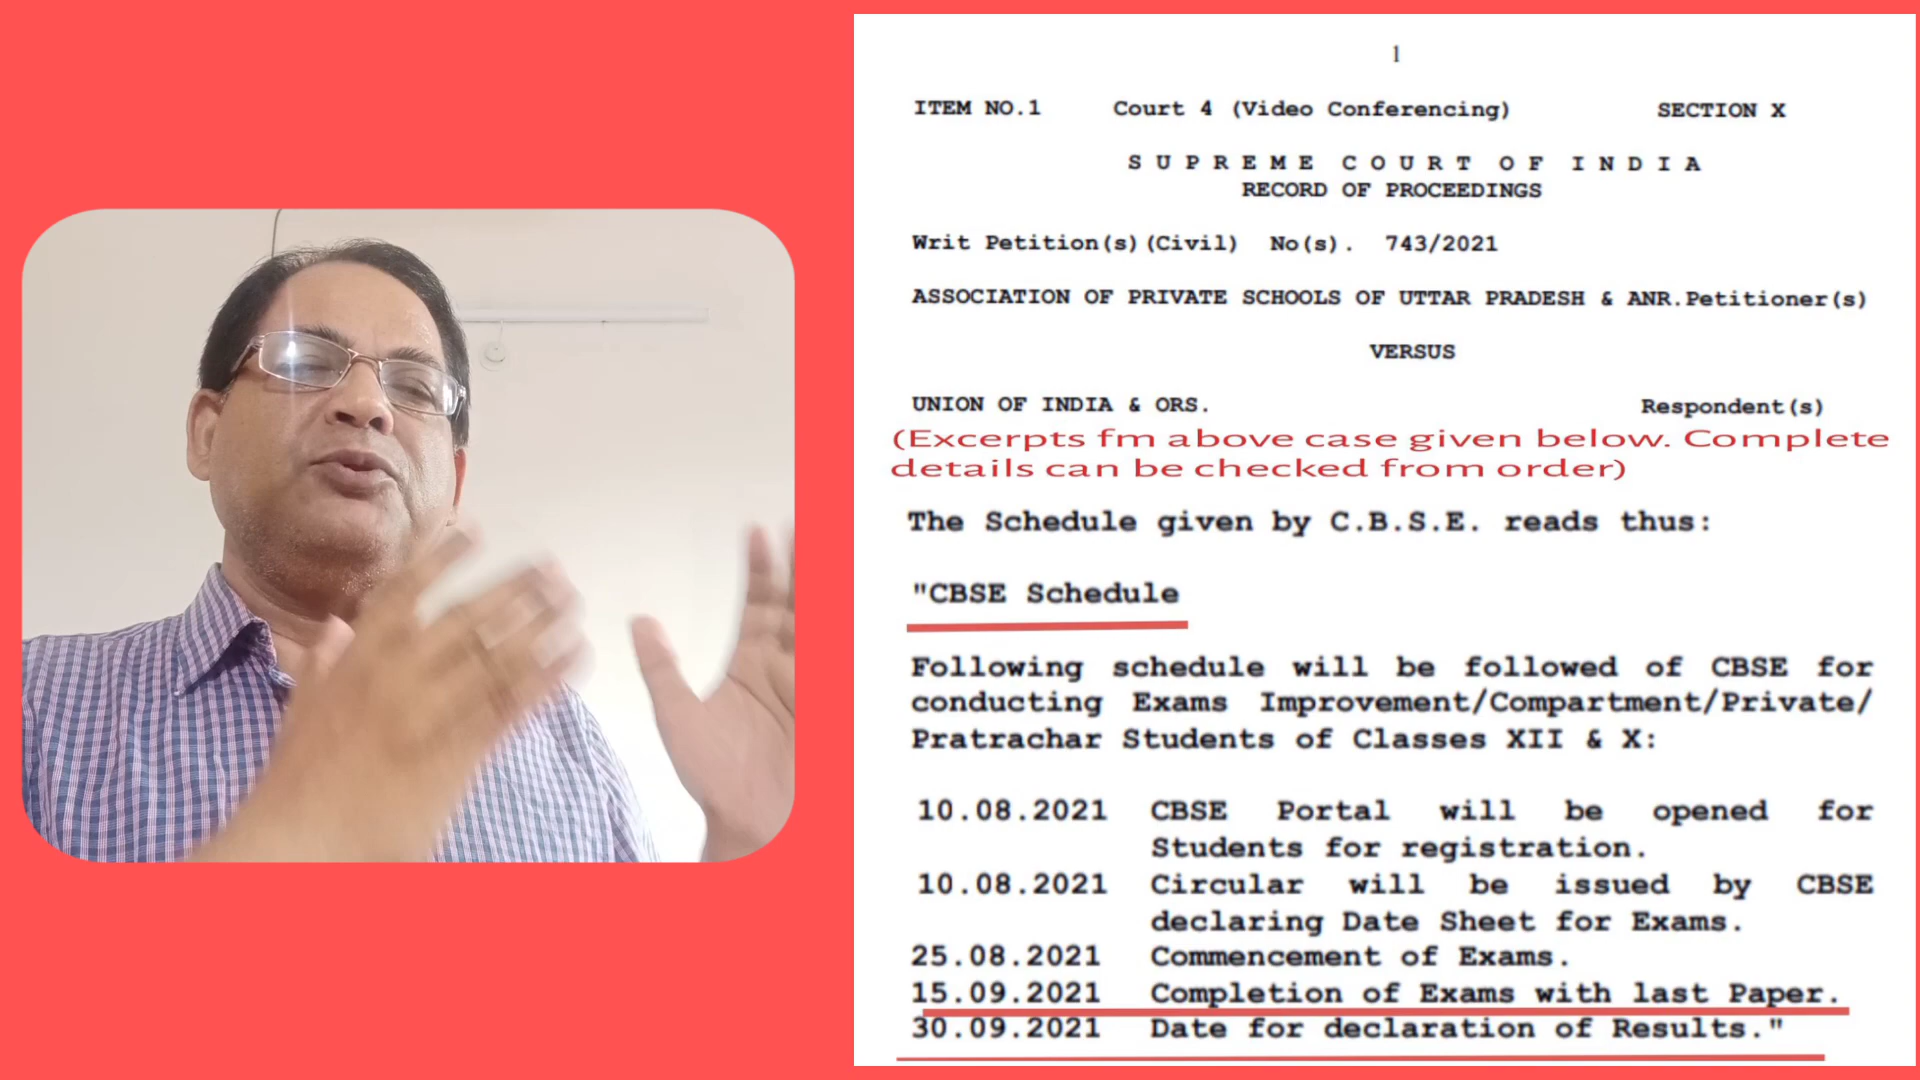 1
ITEM NO.1 Court 4 (Video Conferencing) SECTION X
S U P R E M E C O U R T O F I N D I A
RECORD OF PROCEEDINGS
Writ Petition(s)(Civil) No(s). 743/2021
ASSOCIATION OF PRIVATE SCHOOLS OF UTTAR PRADESH & ANR.Petitioner(s)
VERSUS
UNION OF INDIA & ORS. Respondent(s)
(Excerpts fm above case given below. Complete
details can be checked from order)
The Schedule given by C.B.S.E. reads thus:
"CBSE Schedule
Following schedule will be followed of CBSE for
conducting Exams Improvement/Compartment/Private/
Pratrachar Students of Classes XII & X:
10.08.2021 CBSE Portal will be opened for
Students for registration.
10.08.2021 Circular will be issued by CBSE
declaring Date Sheet for Exams.
25.08.2021 Commencement of Exams.
15.09.2021 Completion of Exams with last Paper.
30.09.2021 Date for declaration of Results."